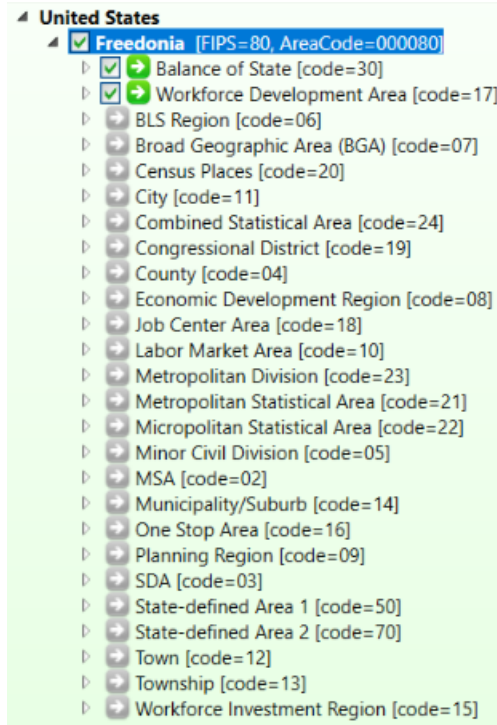 United States
Freedonia [FIPS=80, AreaCode=000080]
Balance of State [code=30]
Workforce Development Area [code=17]
BLS Region [code=06]
Broad Geographic Area (BGA) [code=07]
Census Places [code=20]
City [code=11]
Combined Statistical Area [code=24]
Congressional District [code=19]
County [code=04]
Economic Development Region [code=08]
Job Center Area [code=18]
Labor Market Area [code=10]
Metropolitan Division [code=23]
Metropolitan Statistical Area [code=21]
Micropolitan Statistical Area [code=22]
Minor Civil Division [code=05]
MSA [code=02]
Municipality/Suburb [code=14]
One Stop Area [code=16]
Planning Region [code=09]
SDA [code=03]
State-defined Area 1 [code=50]
State-defined Area 2 [code=70]
Town [code=12]
Township [code=13]
Workforce Investment Region [code=15]